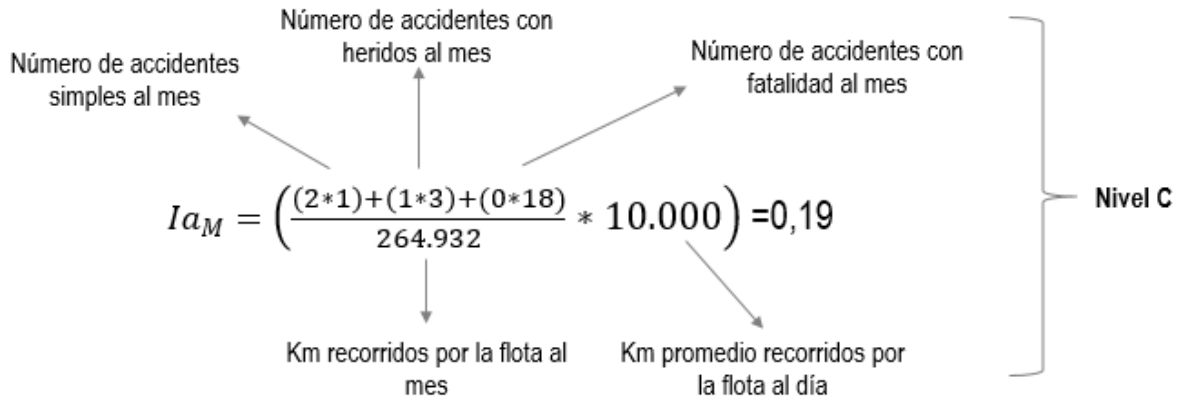 Número de accidentes con
heridos al mes
Número de accidentes
simples al mes
Número de accidentes con
fatalidad al mes
Ia_M = ( ((2*1)+(1*3)+(0*18)) / 264.932 * 10.000 ) =0,19
Nivel C
Km recorridos por la flota al
mes
Km promedio recorridos por
la flota al día